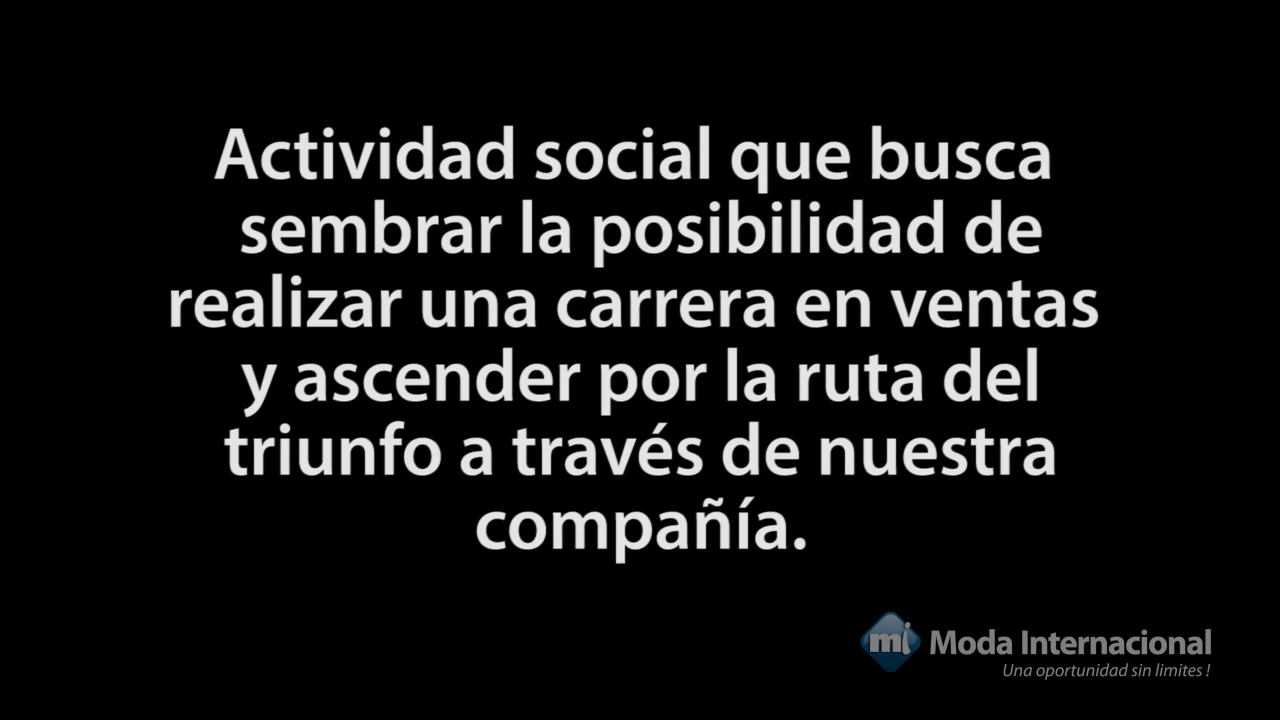 Actividad social que busca
sembrar la posibilidad de
realizar una carrera en ventas
y ascender por la ruta del
triunfo a través de nuestra
compañía.
mi Moda Internacional
Una oportunidad sin limites !